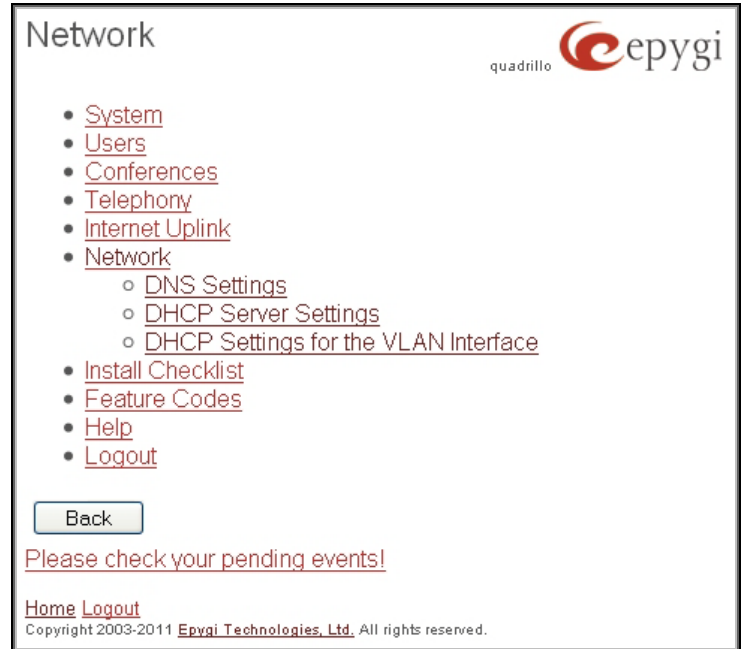 Network
quadrillo epygi
System
Users
Conferences
Telephony
Internet Uplink
Network
DNS Settings
DHCP Server Settings
DHCP Settings for the VLAN Interface
Install Checklist
Feature Codes
Help
Logout
Back
Please check your pending events!
Home Logout
Copyright 2003-2011 Epygi Technologies, Ltd. All rights reserved.